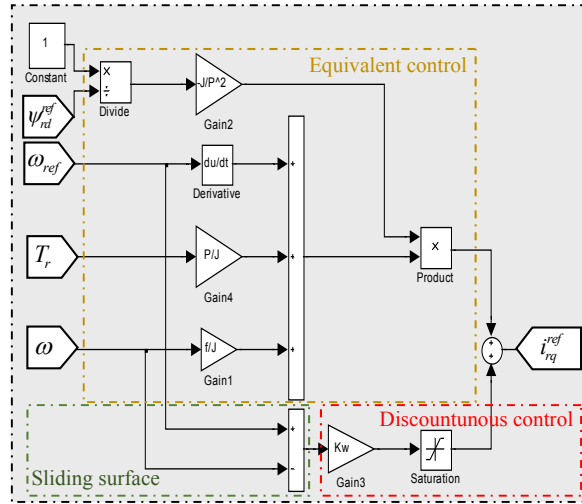 1
Constant
x
÷
Divide
-J/P^2
Gain2
Equivalent control
ψ_rd^ref
ω_ref
du/dt
Derivative
+
T_r
P/J
Gain4
+
x
Product
ω
f/J
Gain1
+
+
+
i_rq^ref
+
-
Kw
Gain3
Saturation
Discountunous control
Sliding surface